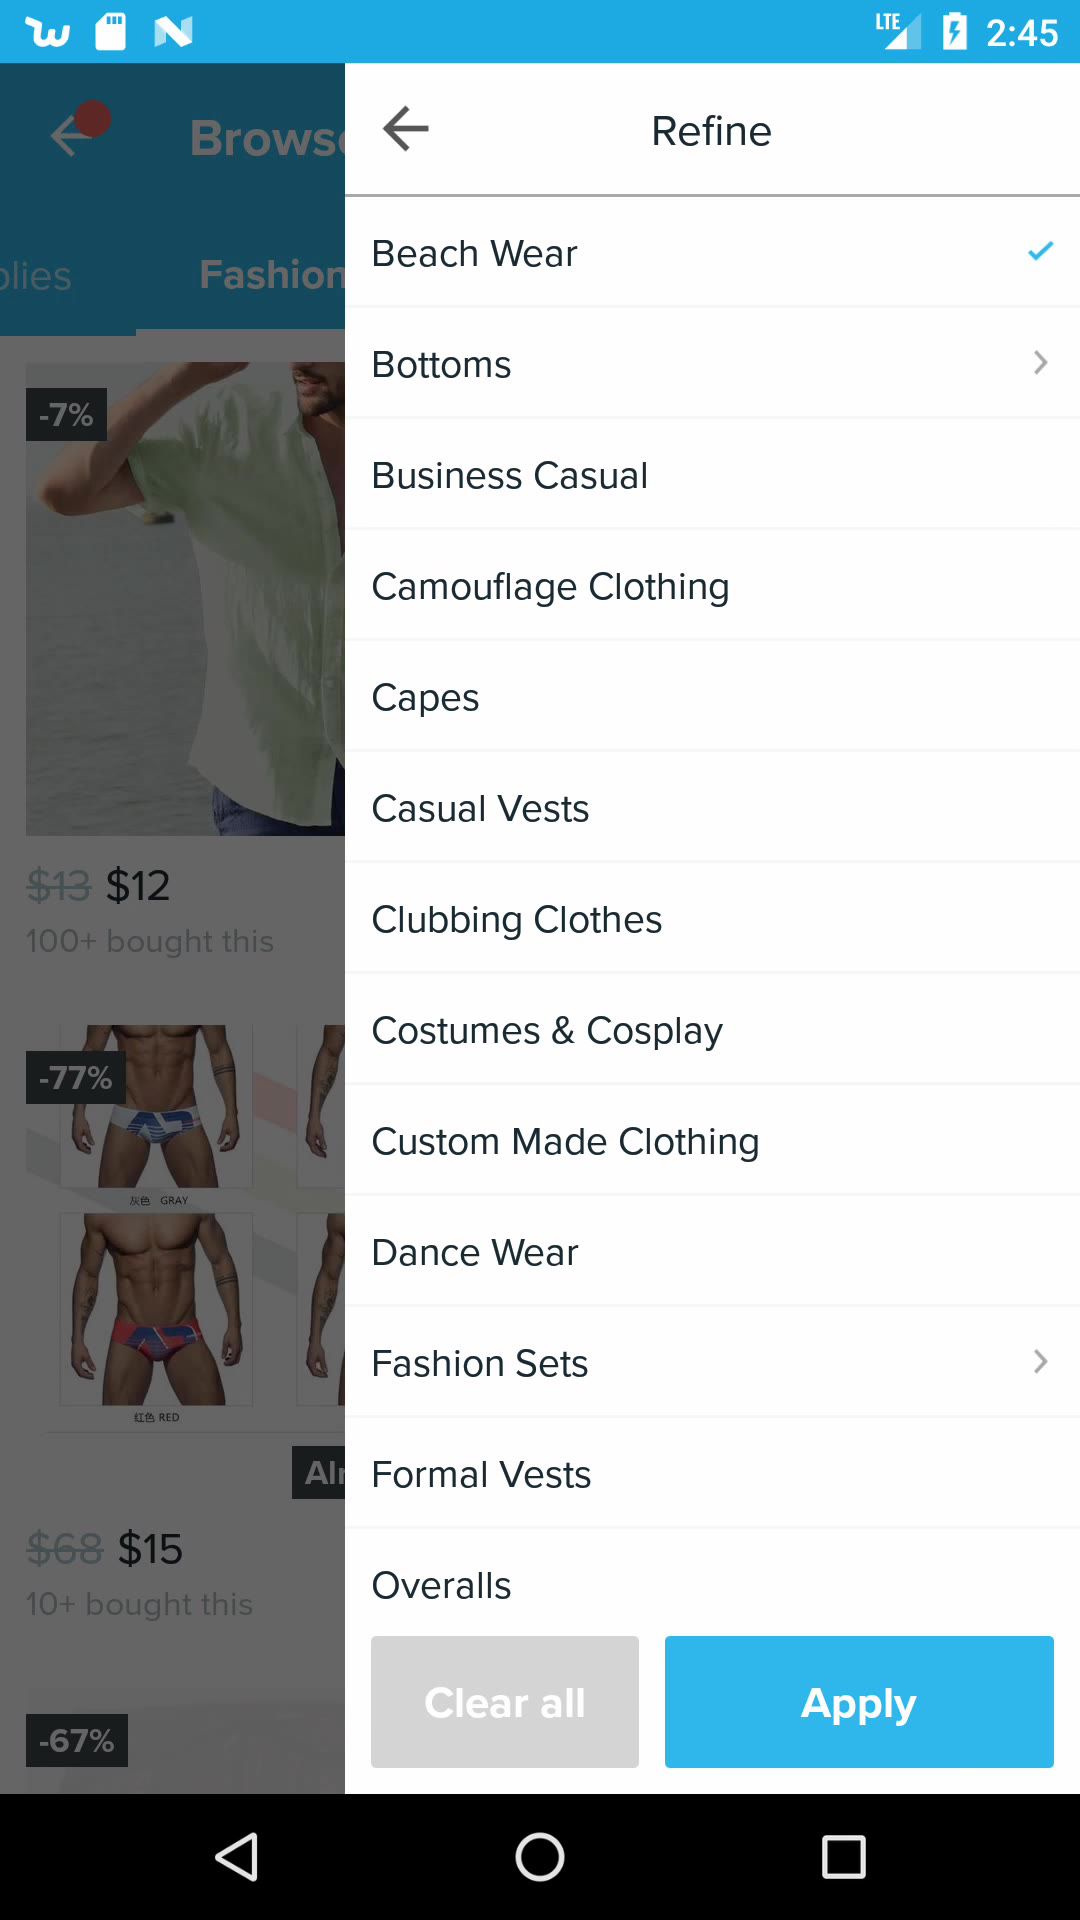 LTE 2:45
Browse
Refine
plies
Fashion
Beach Wear
Bottoms
Business Casual
Camouflage Clothing
Capes
Casual Vests
Clubbing Clothes
Costumes & Cosplay
Custom Made Clothing
Dance Wear
Fashion Sets
Formal Vests
Overalls
Clear all
Apply
-7%
$13 $12
100+ bought this
-77%
灰色 GRAY
红色 RED
$68 $15
10+ bought this
-67%